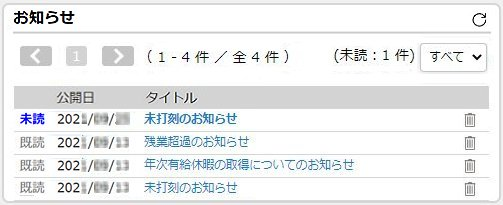 お知らせ
1 ( 1 - 4 件 / 全 4 件 ) (未読：1 件) すべて
公開日 タイトル
未読 未打刻のお知らせ
既読 残業超過のお知らせ
既読 年次有給休暇の取得についてのお知らせ
既読 未打刻のお知らせ